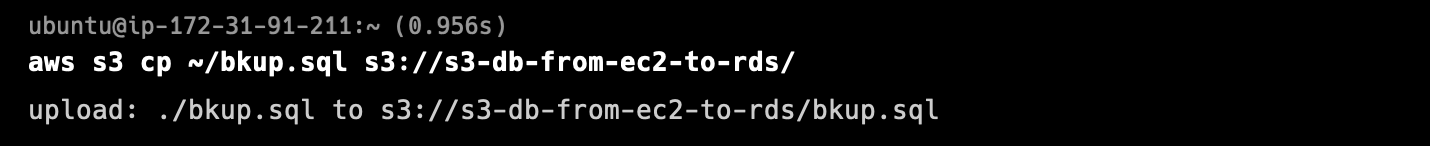 ubuntu@ip-172-31-91-211:~ (0.956s)
aws s3 cp ~/bkup.sql s3://s3-db-from-ec2-to-rds/
upload: ./bkup.sql to s3://s3-db-from-ec2-to-rds/bkup.sql